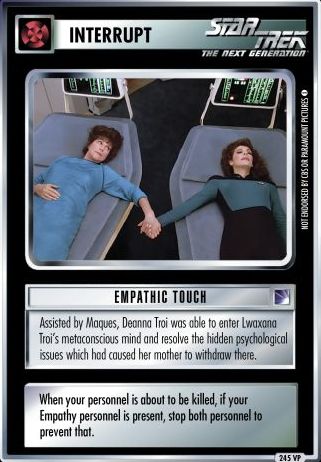 INTERRUPT
STAR TREK
THE NEXT GENERATION
NOT ENDORSED BY CBS OR PARAMOUNT PICTURES
EMPATHIC TOUCH
Assisted by Maques, Deanna Troi was able to enter Lwaxana
Troi's metaconscious mind and resolve the hidden psychological
issues which had caused her mother to withdraw there.
When your personnel is about to be killed, if your
Empathy personnel is present, stop both personnel to
prevent that.
245 VP